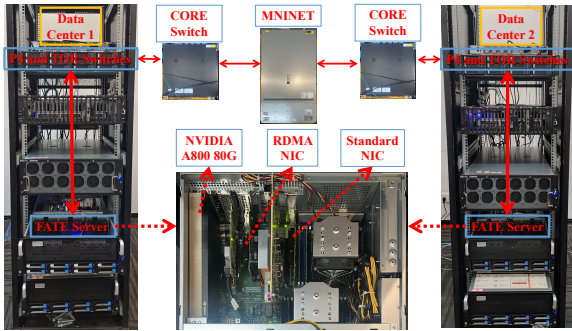 Data
Center 1
CORE
Switch
MNINET
CORE
Switch
Data
Center 2
P4 and TOR Switches
P4 and TOR Switches
NVIDIA
A800 80G
RDMA
NIC
Standard
NIC
FATE Server
FATE Server